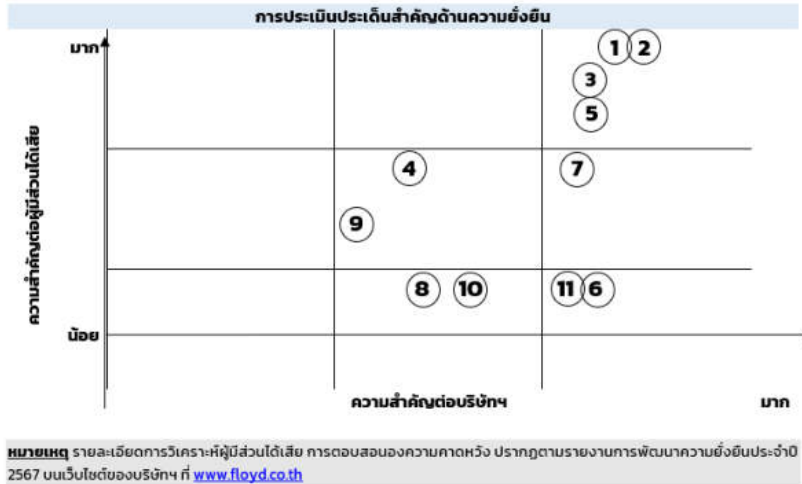 การประเมินประเด็นสำคัญด้านความยั่งยืน
มาก
1 2
3
5
4 7
9
8 10 11 6
น้อย
ความสำคัญต่อผู้มีส่วนได้เสีย
ความสำคัญต่อบริษัทฯ มาก
หมายเหตุ รายละเอียดการวิเคราะห์ผู้มีส่วนได้เสีย การตอบสนองความคาดหวัง ปรากฏตามรายงานการพัฒนาความยั่งยืนประจำปี
2567 บนเว็บไซต์ของบริษัทฯ ที่ www.floyd.co.th